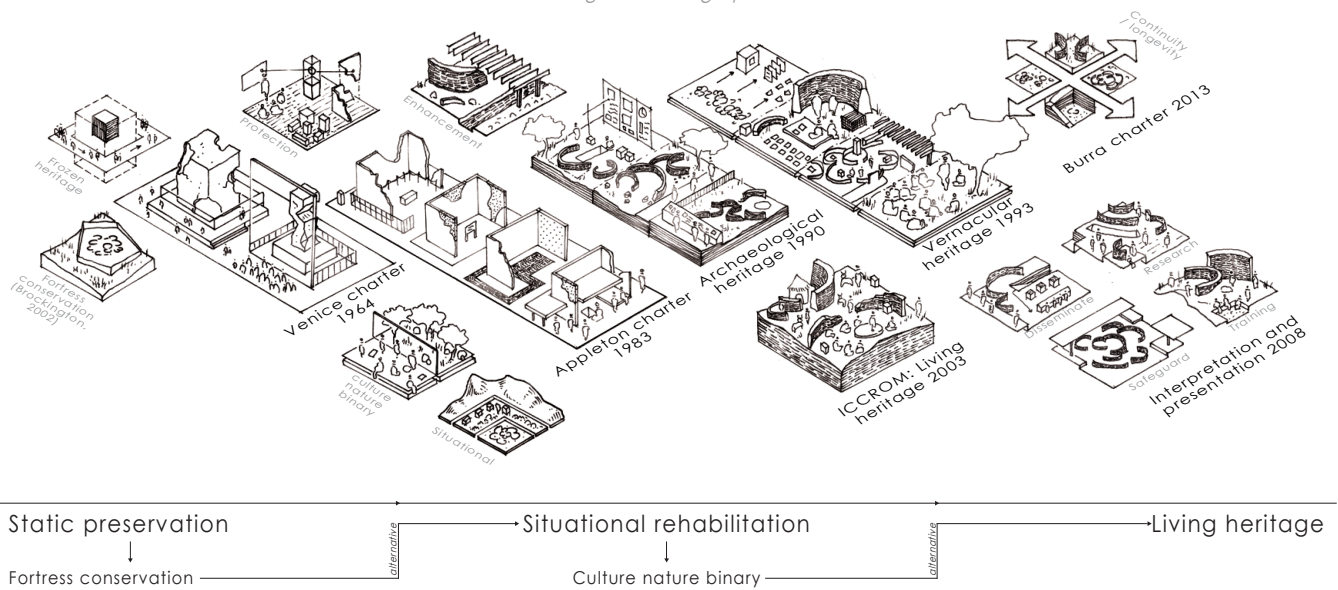 Continuity
/ longevity
Burra charter 2013
Enhancement
Protection
Frozen
heritage
Fortress
Conservation
(Brockington,
2002)
Venice charter
1964
Appleton charter
1983
Archaeological
heritage 1990
Vernacular
heritage 1993
Research
Training
Disseminate
Safeguard
Interpretation and
presentation 2008
ICCROM: Living
heritage 2003
culture
nature
binary
Situational
Static preservation
Situational rehabilitation
Living heritage
alternative
alternative
Fortress conservation
Culture nature binary